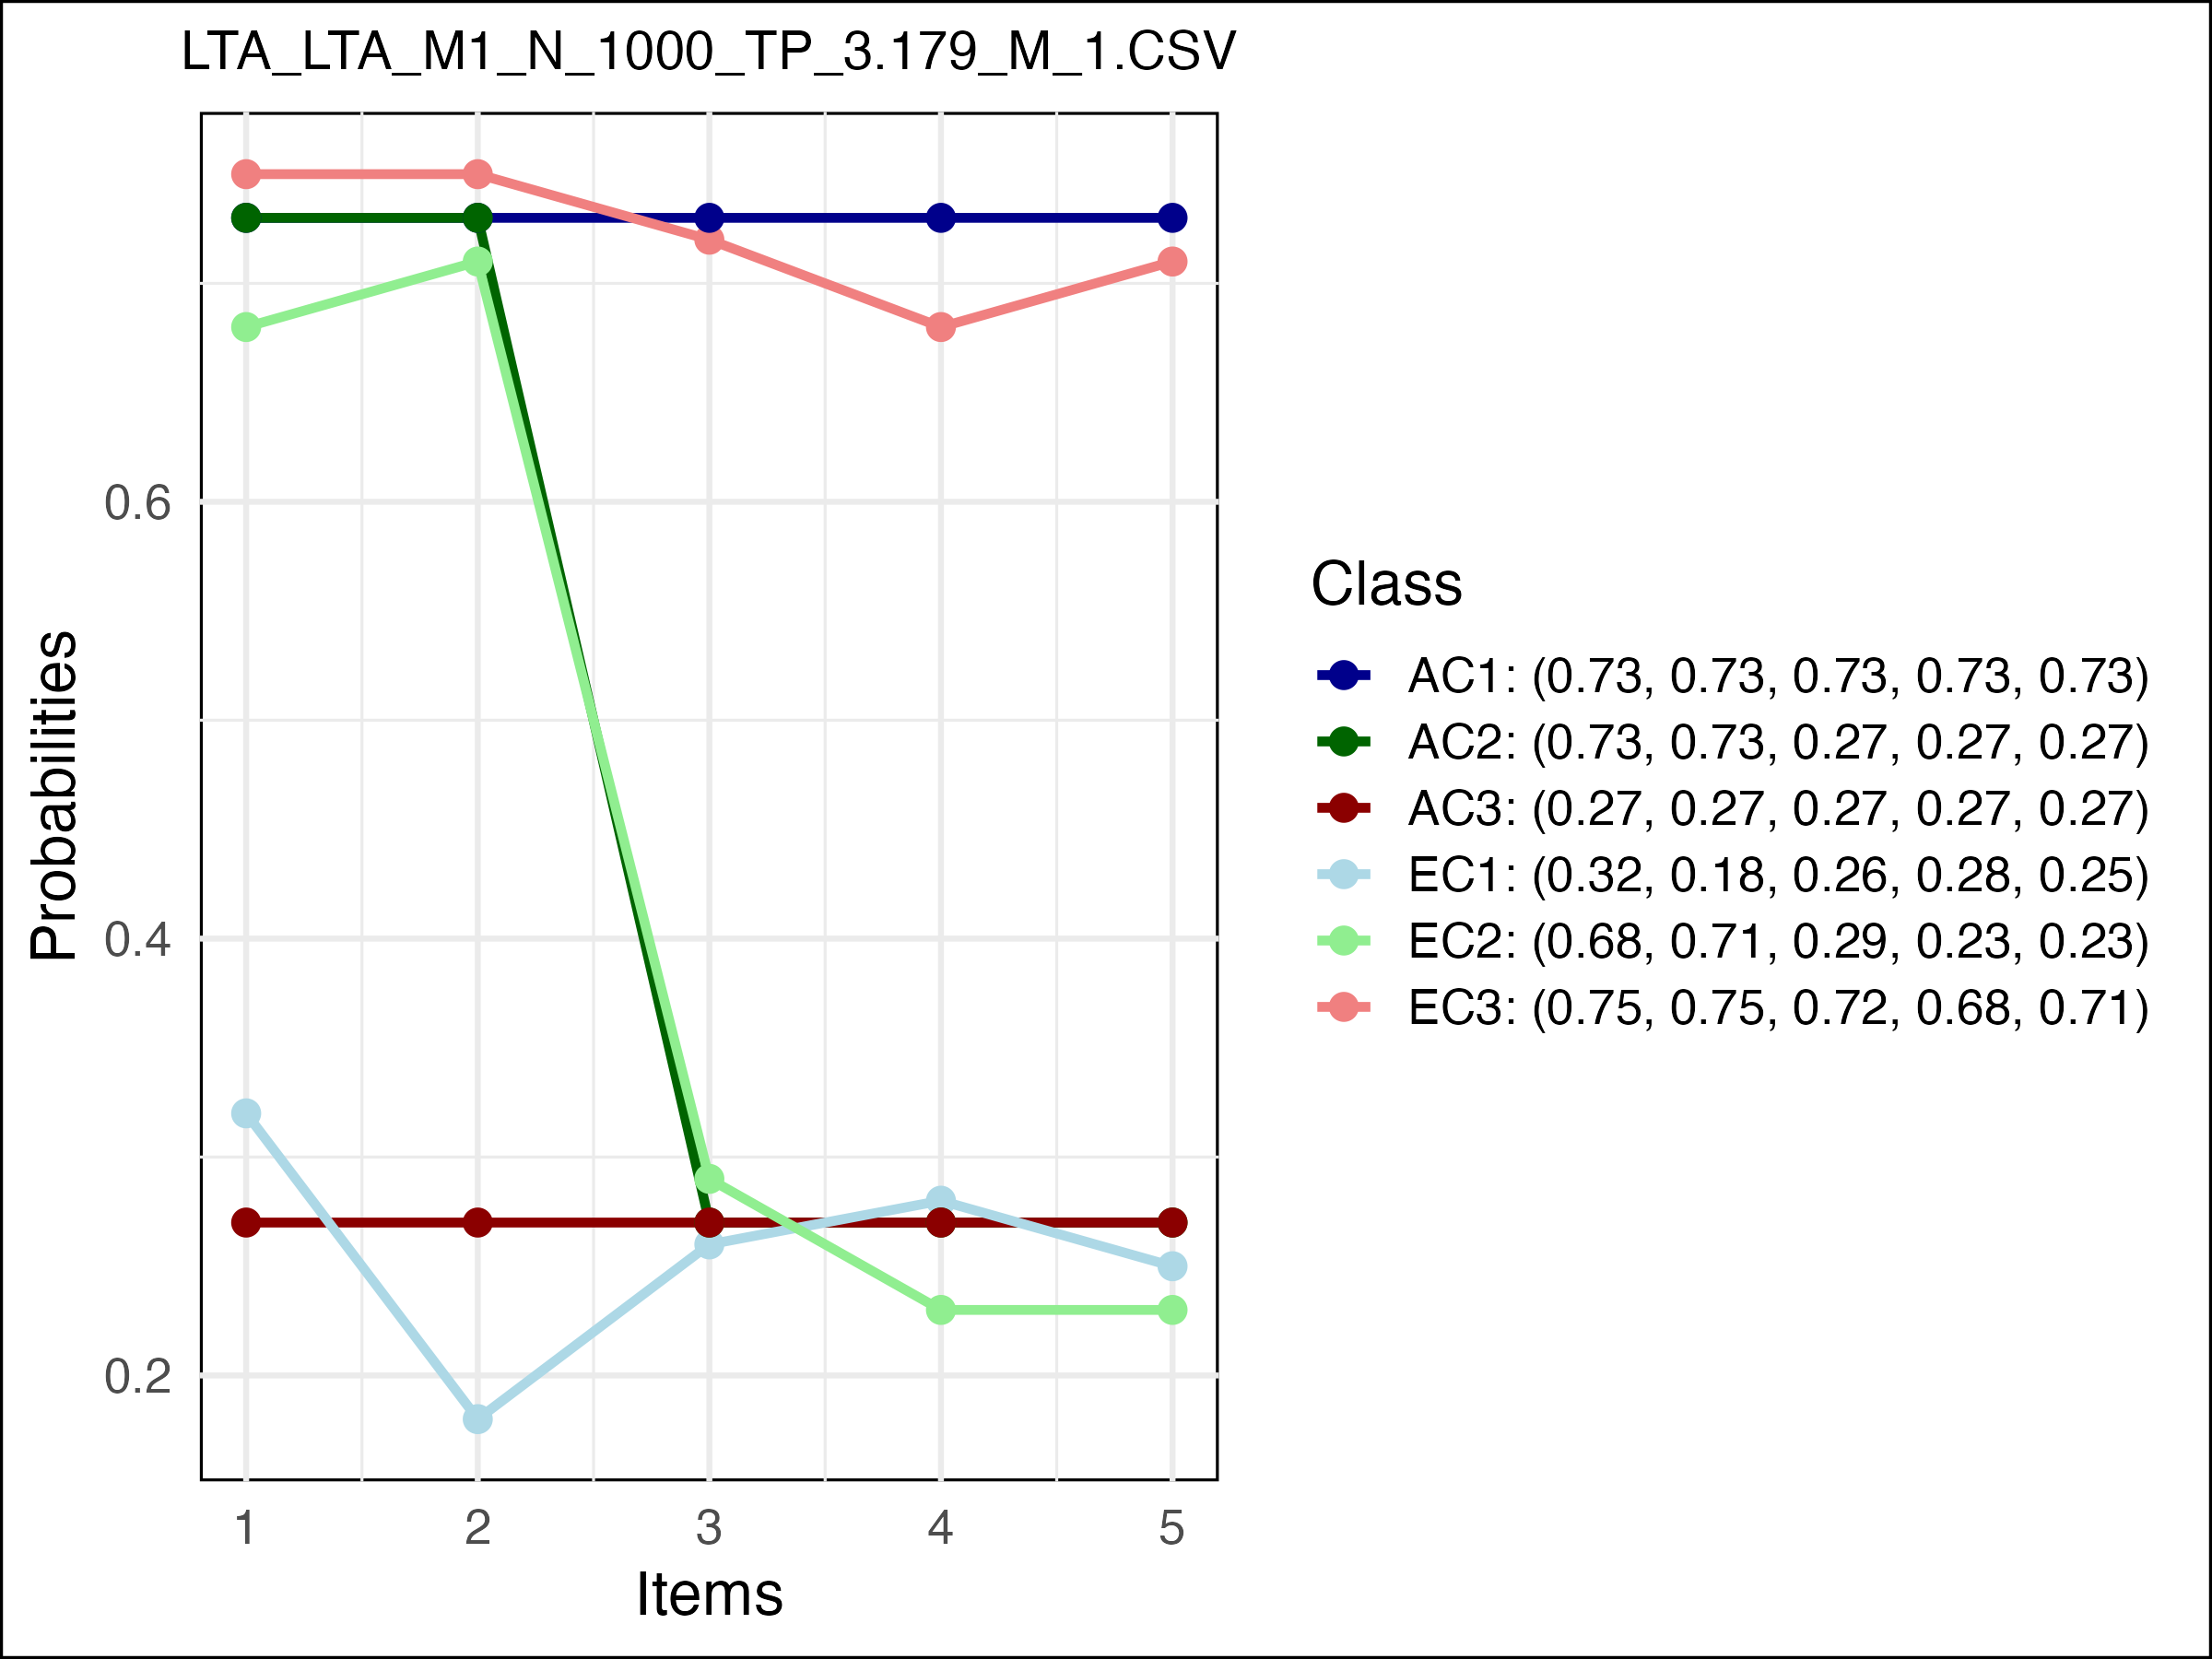 LTA_LTA_M1_N_1000_TP_3.179_M_1.CSV
Probabilities
0.6
0.4
0.2
1 2 3 4 5
Items
Class
AC1: (0.73, 0.73, 0.73, 0.73, 0.73)
AC2: (0.73, 0.73, 0.27, 0.27, 0.27)
AC3: (0.27, 0.27, 0.27, 0.27, 0.27)
EC1: (0.32, 0.18, 0.26, 0.28, 0.25)
EC2: (0.68, 0.71, 0.29, 0.23, 0.23)
EC3: (0.75, 0.75, 0.72, 0.68, 0.71)